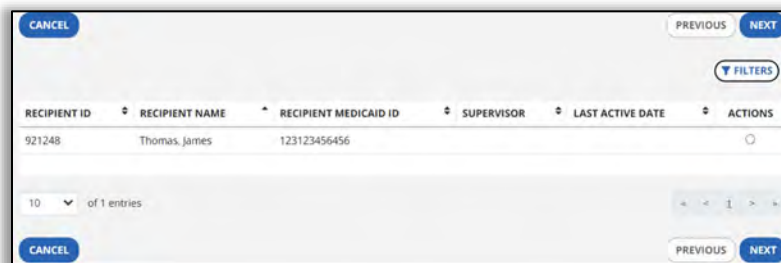 CANCEL PREVIOUS NEXT
FILTERS
RECIPIENT ID RECIPIENT NAME RECIPIENT MEDICAID ID SUPERVISOR LAST ACTIVE DATE ACTIONS
921248 Thomas, James 123123456456
10 of 1 entries « < 1 > »
CANCEL PREVIOUS NEXT